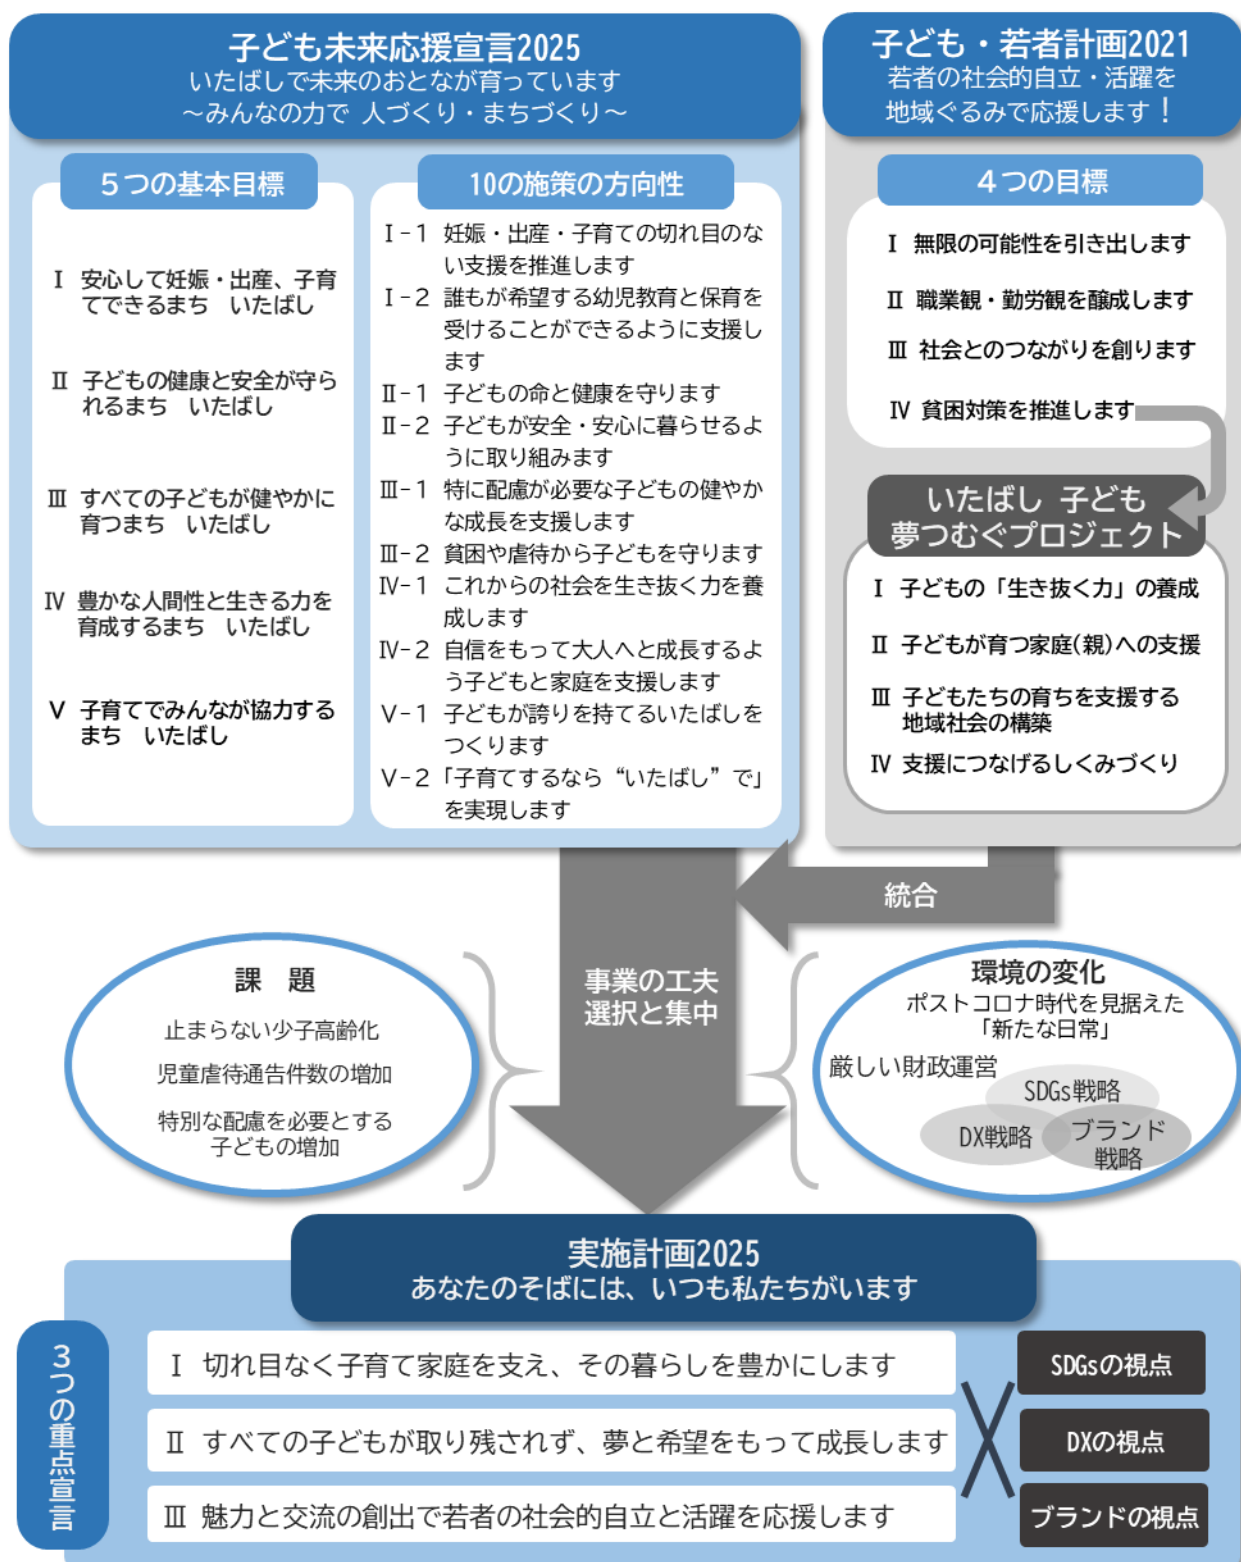 子ども未来応援宣言2025
いたばしで未来のおとなが育っています
～みんなの力で 人づくり・まちづくり～
5つの基本目標
Ⅰ 安心して妊娠・出産、子育
てできるまち　いたばし
Ⅱ 子どもの健康と安全が守ら
れるまち　いたばし
Ⅲ すべての子どもが健やかに
育つまち　いたばし
Ⅳ 豊かな人間性と生きる力を
育成するまち　いたばし
Ⅴ 子育てでみんなが協力する
まち　いたばし
10の施策の方向性
Ⅰ-1 妊娠・出産・子育ての切れ目のな
い支援を推進します
Ⅰ-2 誰もが希望する幼児教育と保育を
受けることができるように支援し
ます
Ⅱ-1 子どもの命と健康を守ります
Ⅱ-2 子どもが安全・安心に暮らせるよ
うに取り組みます
Ⅲ-1 特に配慮が必要な子どもの健やか
な成長を支援します
Ⅲ-2 貧困や虐待から子どもを守ります
Ⅳ-1 これからの社会を生き抜く力を養
成します
Ⅳ-2 自信をもって大人へと成長するよ
う子どもと家庭を支援します
Ⅴ-1 子どもが誇りを持てるいたばしを
つくります
Ⅴ-2 「子育てするなら“いたばし”で」
を実現します
子ども・若者計画2021
若者の社会的自立・活躍を
地域ぐるみで応援します！
4つの目標
Ⅰ 無限の可能性を引き出します
Ⅱ 職業観・勤労観を醸成します
Ⅲ 社会とのつながりを創ります
Ⅳ 貧困対策を推進します
いたばし 子ども
夢つむぐプロジェクト
Ⅰ 子どもの「生き抜く力」の養成
Ⅱ 子どもが育つ家庭(親)への支援
Ⅲ 子どもたちの育ちを支援する
地域社会の構築
Ⅳ 支援につなげるしくみづくり
統合
課　題
止まらない少子高齢化
児童虐待通告件数の増加
特別な配慮を必要とする
子どもの増加
事業の工夫
選択と集中
環境の変化
ポストコロナ時代を見据えた
「新たな日常」
厳しい財政運営
SDGs戦略
DX戦略
ブランド
戦略
実施計画2025
あなたのそばには、いつも私たちがいます
3つの重点宣言
Ⅰ 切れ目なく子育て家庭を支え、その暮らしを豊かにします
Ⅱ すべての子どもが取り残されず、夢と希望をもって成長します
Ⅲ 魅力と交流の創出で若者の社会的自立と活躍を応援します
SDGsの視点
DXの視点
ブランドの視点